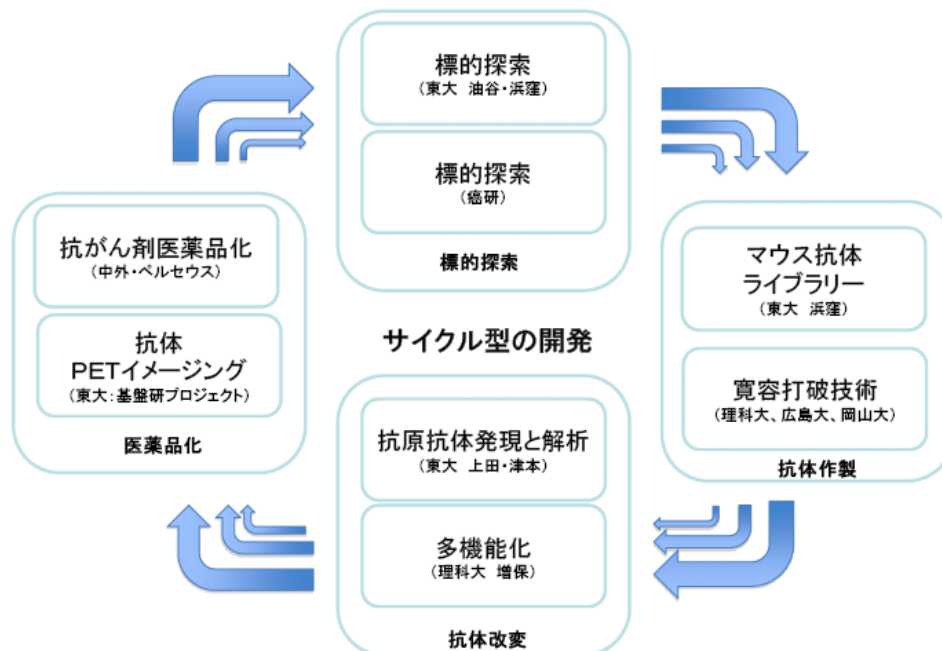 標的探索
(東大 油谷・浜窪)
標的探索
(癌研)
標的探索
マウス抗体
ライブラリー
(東大 浜窪)
寛容打破技術
(理科大、広島大、岡山大)
抗体作製
サイクル型の開発
抗原抗体発現と解析
(東大 上田・津本)
多機能化
(理科大 増保)
抗体改変
抗がん剤医薬品化
(中外・ペルセウス)
抗体
PETイメージング
(東大:基盤研プロジェクト)
医薬品化